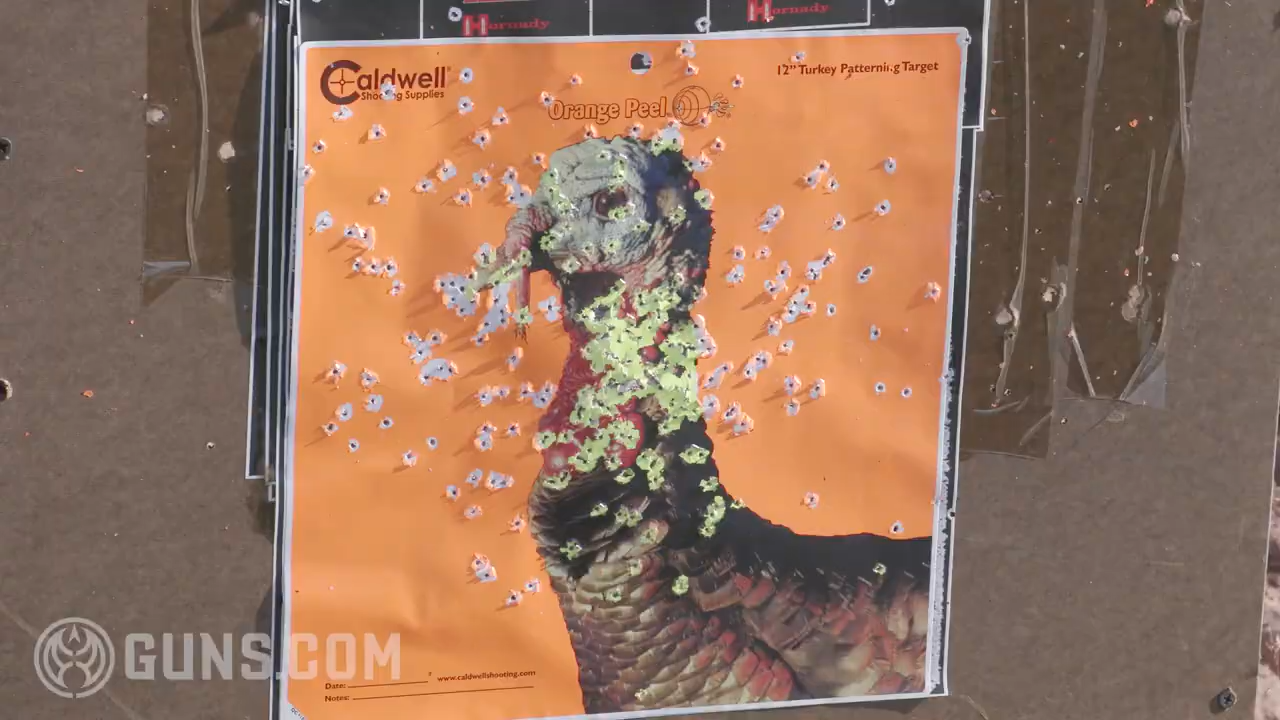 Hornady
Hornady
Caldwell
Shooting Supplies
12" Turkey Patterning Target
Orange Peel
Date:
www.caldwellshooting.com
Notes:
GUNS.COM